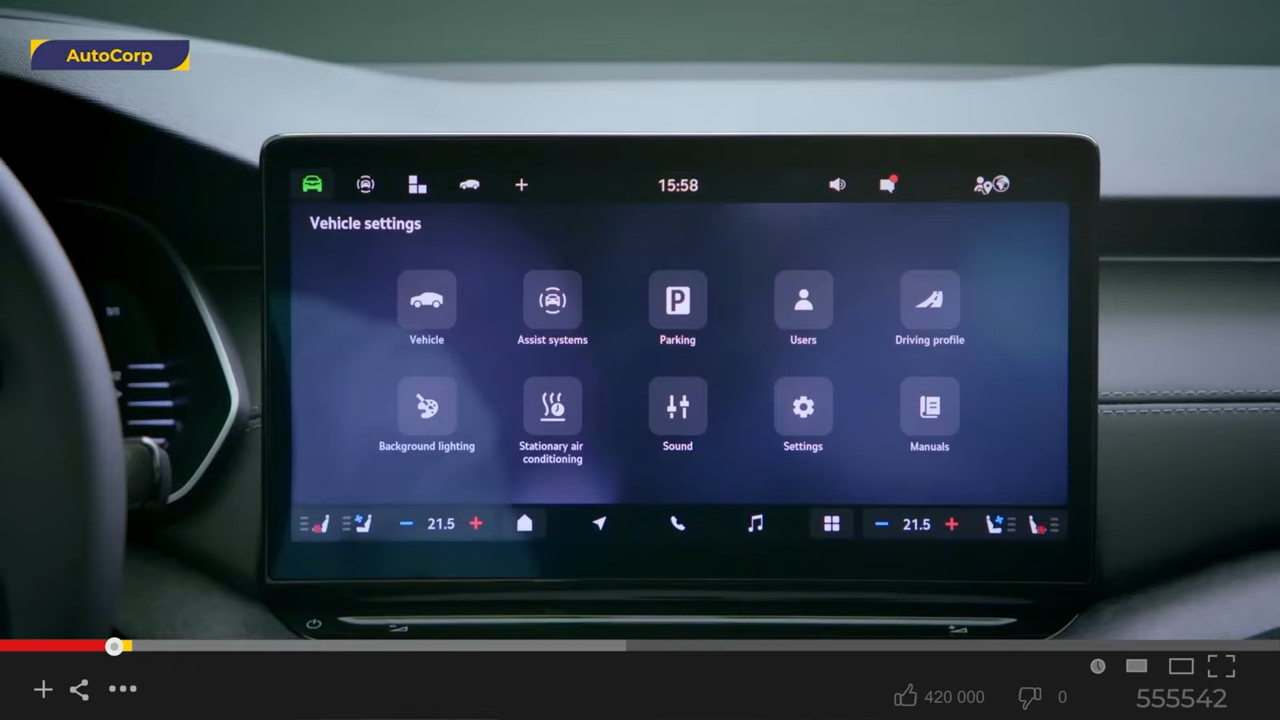 AutoCorp
15:58
Vehicle settings
Vehicle
Assist systems
P
Parking
Users
Driving profile
Background lighting
Stationary air
conditioning
Sound
Settings
Manuals
21.5
21.5
420 000
0
555542